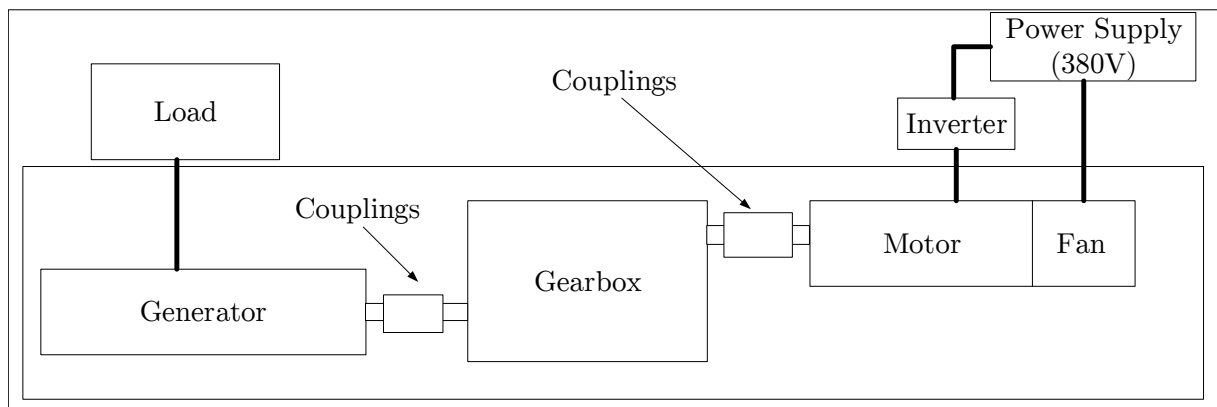 Power Supply
(380V)
Couplings
Load
Inverter
Couplings
Motor
Fan
Gearbox
Generator